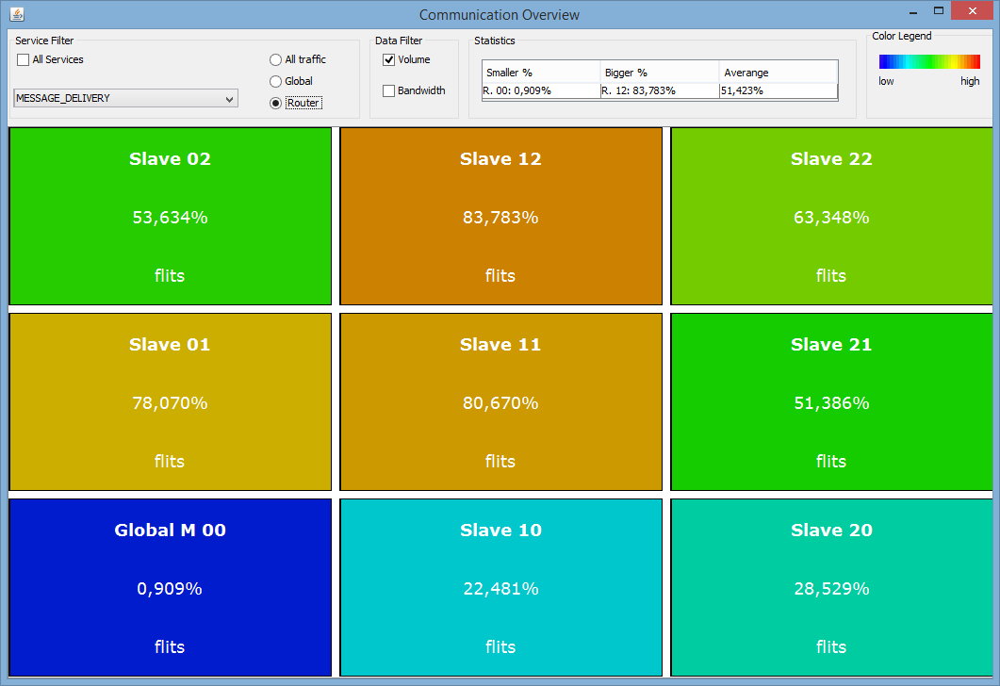 Communication Overview
Service Filter
All Services
MESSAGE_DELIVERY
All traffic
Global
Router
Data Filter
Volume
Bandwidth
Statistics
Smaller % Bigger % Averange
R. 00: 0,909% R. 12: 83,783% 51,423%
Color Legend
low high
Slave 02 Slave 12 Slave 22
53,634% 83,783% 63,348%
flits flits flits
Slave 01 Slave 11 Slave 21
78,070% 80,670% 51,386%
flits flits flits
Global M 00 Slave 10 Slave 20
0,909% 22,481% 28,529%
flits flits flits